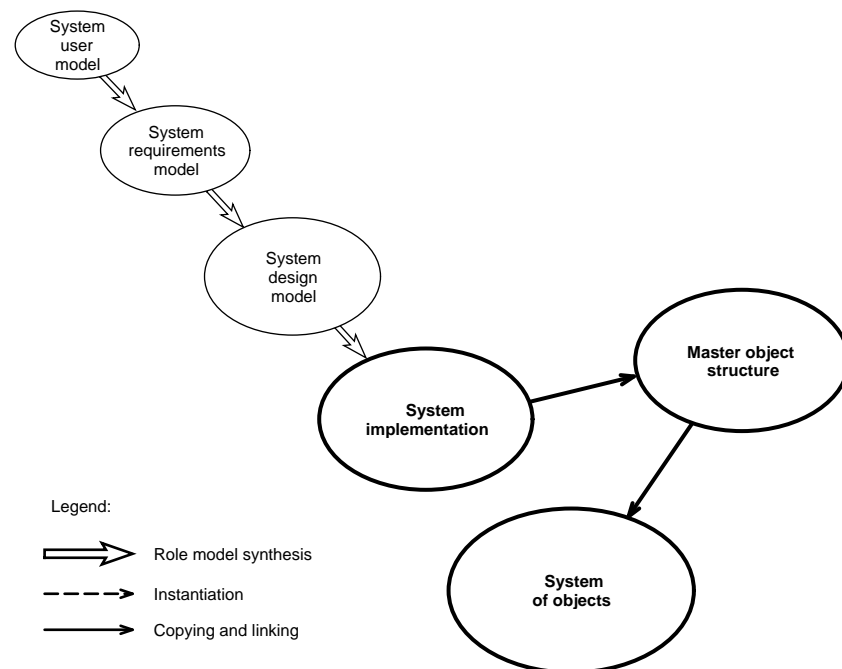 System
user
model
System
requirements
model
System
design
model
System
implementation
Master object
structure
System
of objects
Legend:
Role model synthesis
Instantiation
Copying and linking